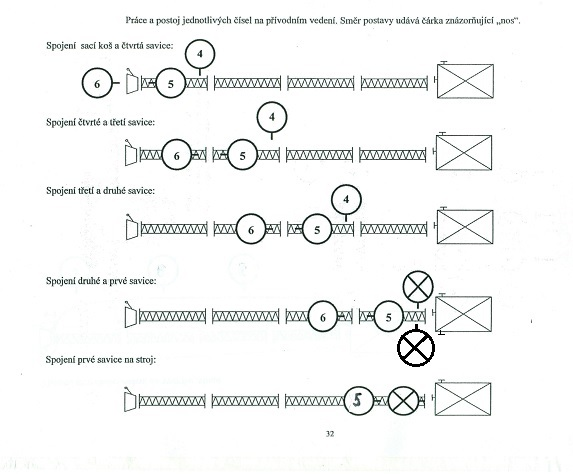 Práce a postoj jednotlivých čísel na přívodním vedení. Směr postavy udává čárka znázorňující „nos“.
Spojení sací koš a čtvrtá savice:
4
6
5
Spojení čtvrté a třetí savice:
4
6
5
Spojení třetí a druhé savice:
4
6
5
Spojení druhé a prvé savice:
6
5
Spojení prvé savice na stroj:
5
32